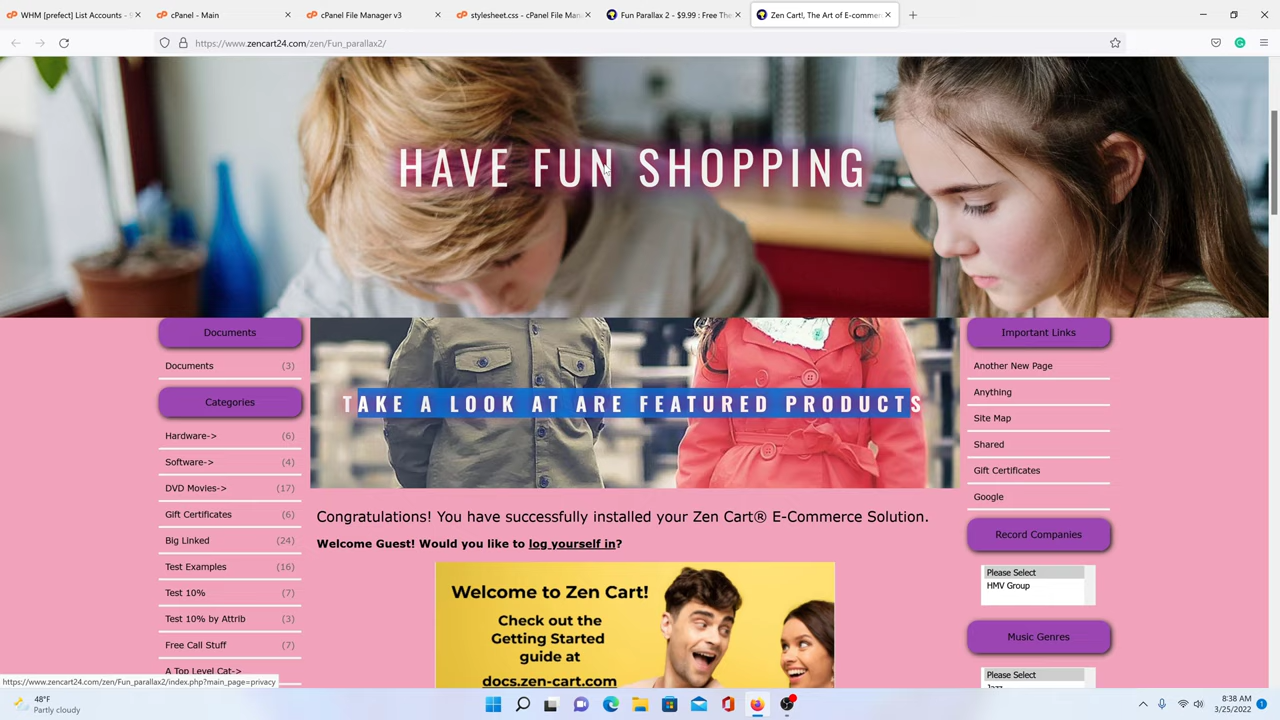 WHM [prefect] List Accounts - 9
cPanel - Main
cPanel File Manager v3
stylesheet.css - cPanel File Man
Fun Parallax 2 - $9.99 : Free The
Zen Cart!, The Art of E-commer
https://www.zencart24.com/zen/Fun_parallax2/
HAVE FUN SHOPPING
Documents
Documents (3)
Categories
Hardware-> (6)
Software-> (4)
DVD Movies-> (17)
Gift Certificates (6)
Big Linked (24)
Test Examples (16)
Test 10% (7)
Test 10% by Attrib (3)
Free Call Stuff (7)
A Top Level Cat->
TAKE A LOOK AT ARE FEATURED PRODUCTS
Congratulations! You have successfully installed your Zen Cart® E-Commerce Solution.
Welcome Guest! Would you like to log yourself in?
Welcome to Zen Cart!
Check out the
Getting Started
guide at
docs.zen-cart.com
Important Links
Another New Page
Anything
Site Map
Shared
Gift Certificates
Google
Record Companies
Please Select
HMV Group
Music Genres
Please Select
Jazz
https://www.zencart24.com/zen/Fun_parallax2/index.php?main_page=privacy
48°F
Partly cloudy
8:38 AM
3/25/2022